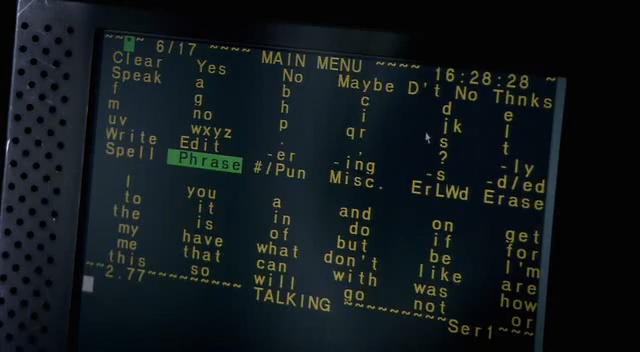 ~~*~ 6/17 ~~~~ MAIN MENU ~~~~ 16:28:28 ~
Clear Yes No Maybe D't No Thnks
Speak a b c d e
f g h i jk l
m no p qr s t
uv wxyz . ? -ly
Write Edit -er -ing -s -d/ed
Spell Phrase #/Pun Misc. ErLWd Erase
I you a and on get
to it in do if for
the is of but be I'm
my have what don't like are
me that can with was how
this so will go not or
~~2.77~~~~~~~~~ TALKING ~~~~~~~~~Ser1~~~